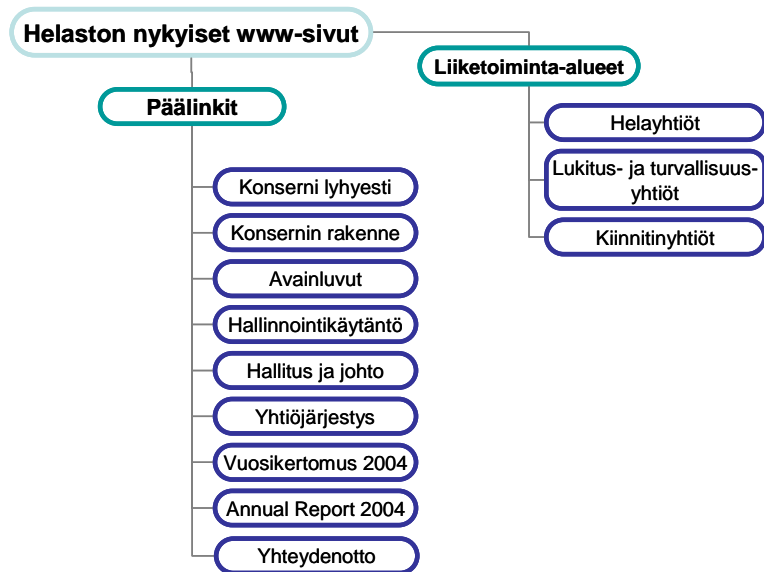 Helaston nykyiset www-sivut
Päälinkit
Konserni lyhyesti
Konsernin rakenne
Avainluvut
Hallinnointikäytäntö
Hallitus ja johto
Yhtiöjärjestys
Vuosikertomus 2004
Annual Report 2004
Yhteydenotto
Liiketoiminta-alueet
Helayhtiöt
Lukitus- ja turvallisuus-
yhtiöt
Kiinnitinyhtiöt